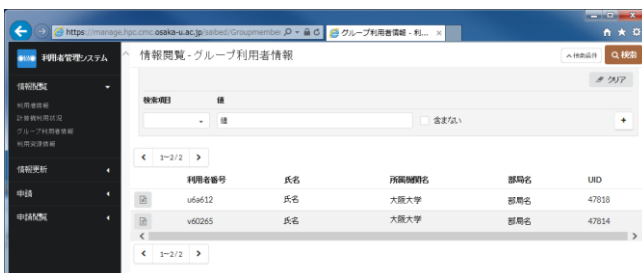 https://manage.hpc.cmc.osaka-u.ac.jp/saibed/Groupmember
グループ利用者情報 - 利...
利用者管理システム
情報閲覧 - グループ利用者情報
検索条件
検索
クリア
情報閲覧
利用者情報
計算機利用状況
グループ利用者情報
利用資源情報
情報更新
申請
申請閲覧
検索項目 値
値 含まない
1~2/2
利用者番号 氏名 所属機関名 部局名 UID
u6a612 氏名 大阪大学 部局名 47818
v60265 氏名 大阪大学 部局名 47814
1~2/2